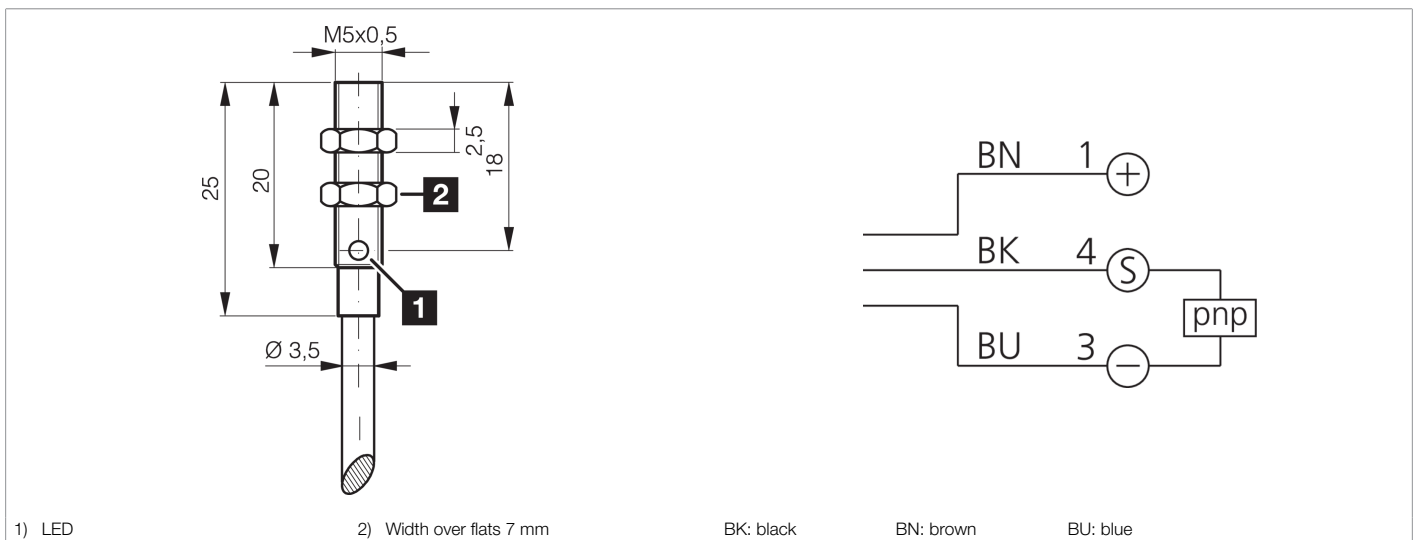 M5x0,5
25
20
2,5
18
2
1
Ø 3,5
BN 1 +
BK 4 S
pnp
BU 3 −
1) LED 2) Width over flats 7 mm BK: black BN: brown BU: blue